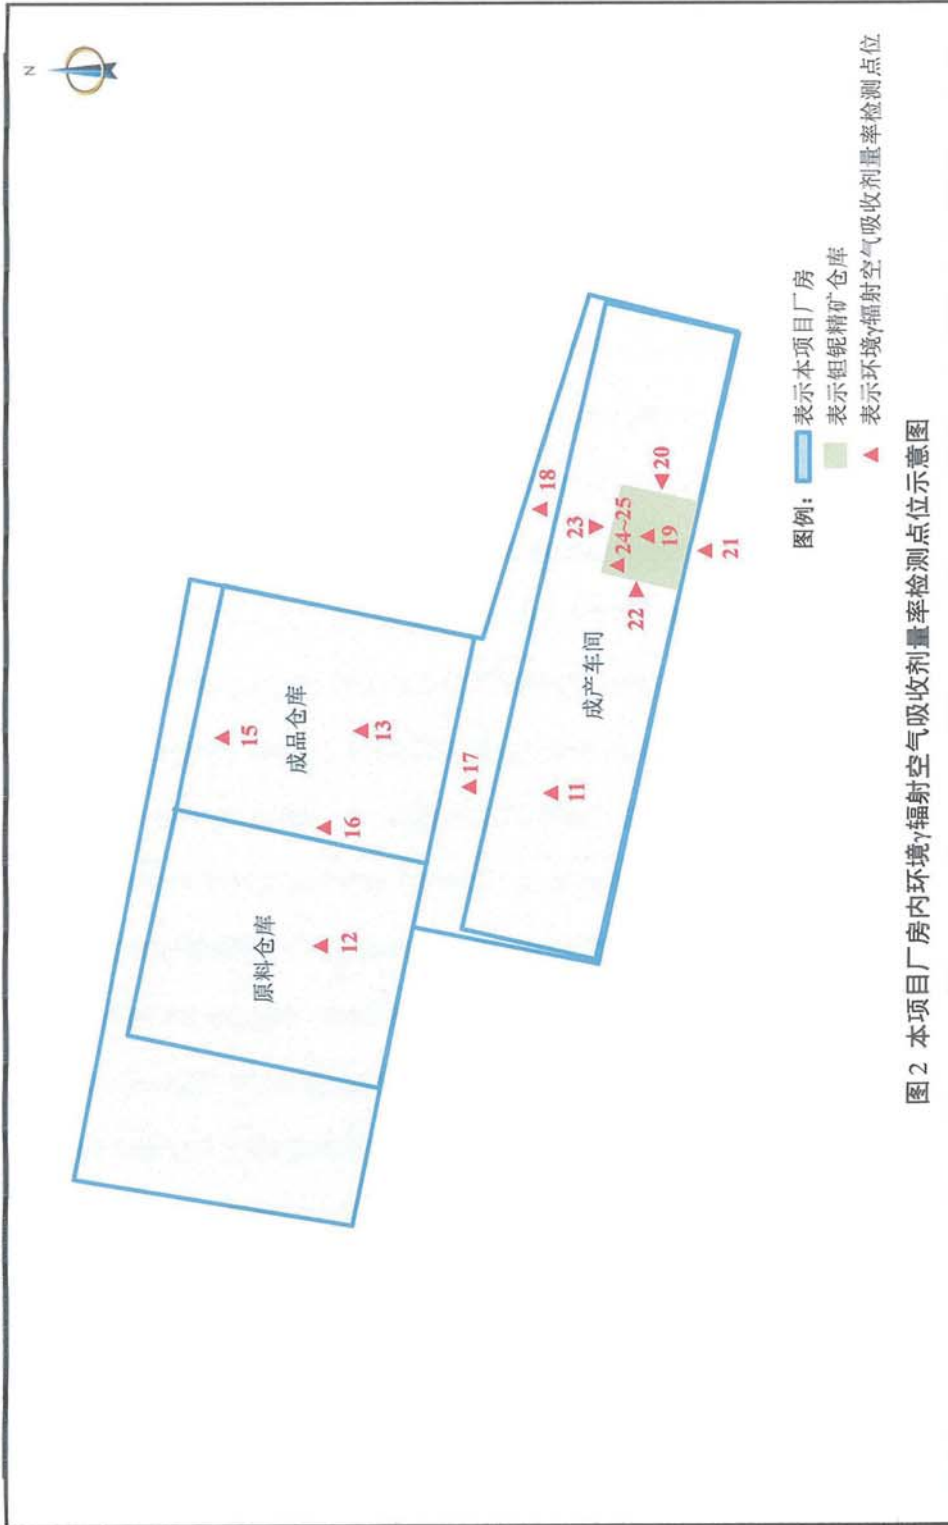 N
15
成品仓库
13
16
原料仓库
12
17
18
23
24~25
20
19
22
21
成产车间
11
图例：
表示本项目厂房
表示钽铌精矿仓库
表示环境γ辐射空气吸收剂量率检测点位
图 2 本项目厂房内环境γ辐射空气吸收剂量率检测点位示意图